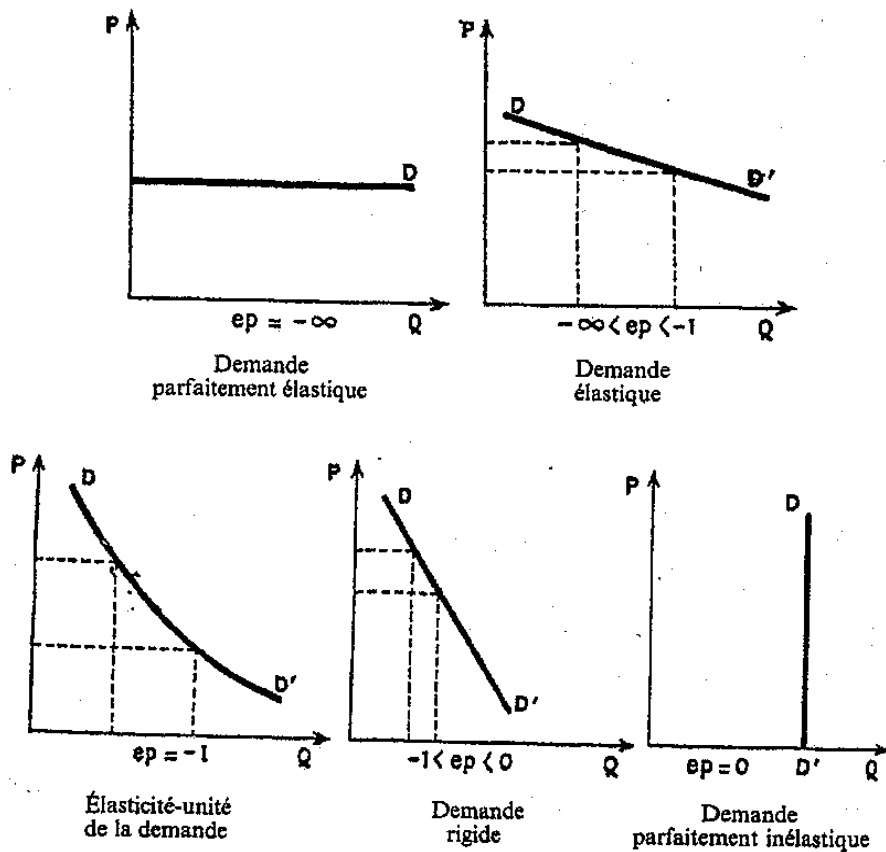 P
D
ep = -∞ Q
Demande
parfaitement élastique
P
D
D'
-∞ < ep < -1 Q
Demande
élastique
P
D
D'
ep = -1 Q
Élasticité-unité
de la demande
P
D
D'
-1 < ep < 0 Q
Demande
rigide
P
D
ep = 0 D' Q
Demande
parfaitement inélastique